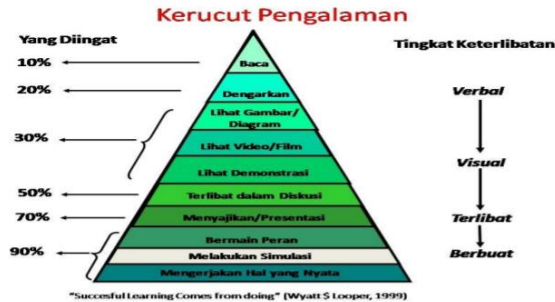 Kerucut Pengalaman
Yang Diingat
Tingkat Keterlibatan
10%
Baca
20%
Dengarkan
Verbal
Lihat Gambar/
Diagram
30%
Lihat Video/Film
Lihat Demonstrasi
Visual
50%
Terlibat dalam Diskusi
70%
Menyajikan/Presentasi
Terlibat
90%
Bermain Peran
Melakukan Simulasi
Berbuat
Mengerjakan Hal yang Nyata
"Succesful Learning Comes from doing" (Wyatt $ Looper, 1999)